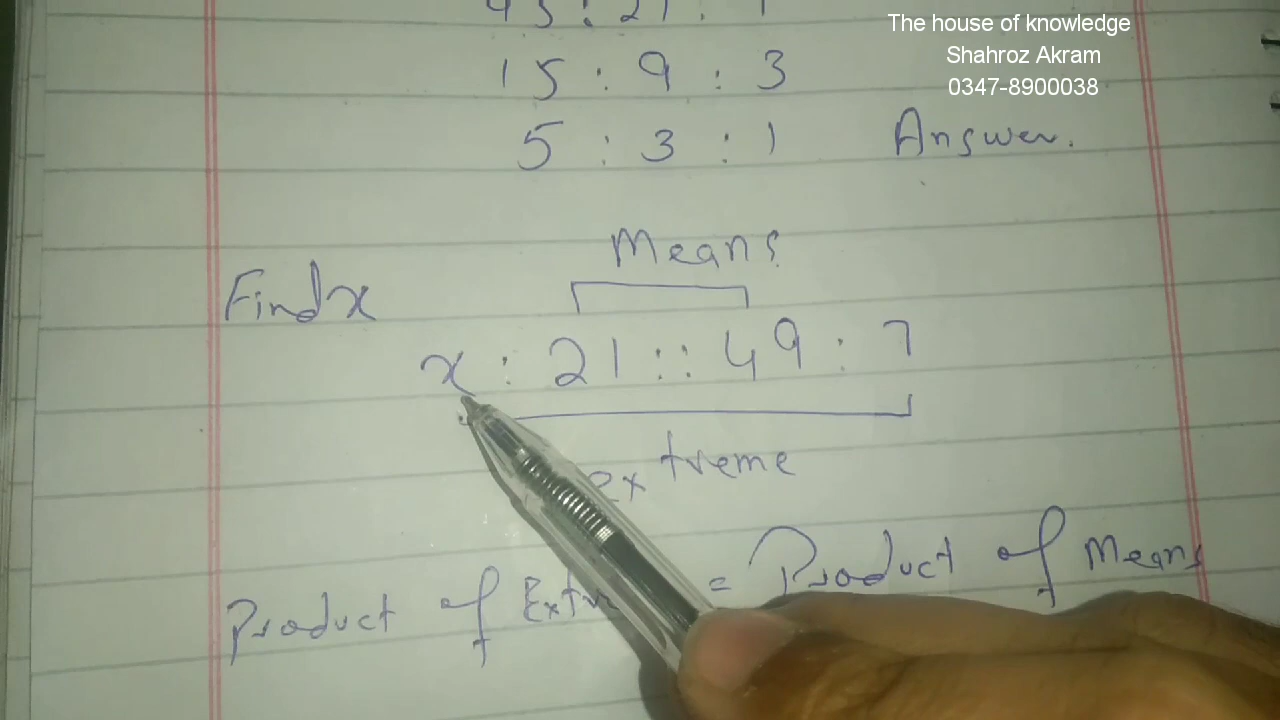 The house of knowledge
Shahroz Akram
0347-8900038
15 : 9 : 3
5 : 3 : 1 Answer.
Means
Find x
x : 21 :: 49 : 7
extreme
Product of = Product of Means